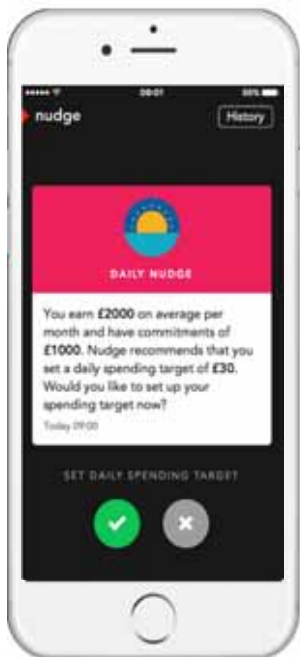 09:01
nudge
History
DAILY NUDGE
You earn £2000 on average per
month and have commitments of
£1000. Nudge recommends that you
set a daily spending target of £30.
Would you like to set up your
spending target now?
Today 09:00
SET DAILY SPENDING TARGET